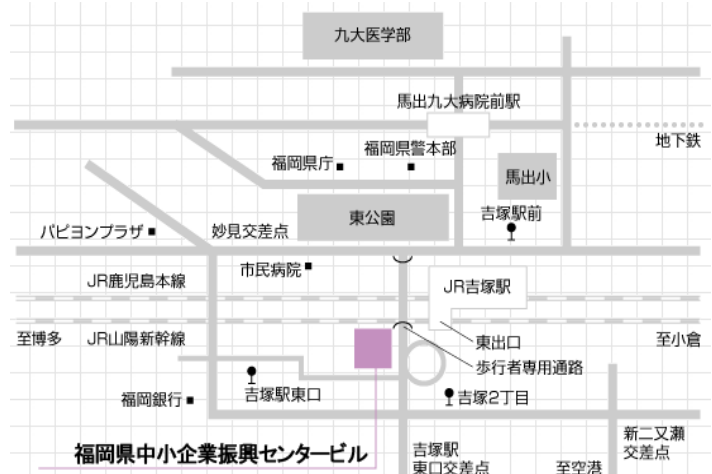 九大医学部
馬出九大病院前駅
地下鉄
福岡県庁
福岡県警本部
馬出小
東公園
吉塚駅前
パピヨンプラザ
妙見交差点
市民病院
JR鹿児島本線
JR吉塚駅
至博多
JR山陽新幹線
東出口
至小倉
歩行者専用通路
吉塚駅東口
福岡銀行
吉塚2丁目
福岡県中小企業振興センタービル
吉塚駅
東口交差点
至空港
新二又瀬
交差点